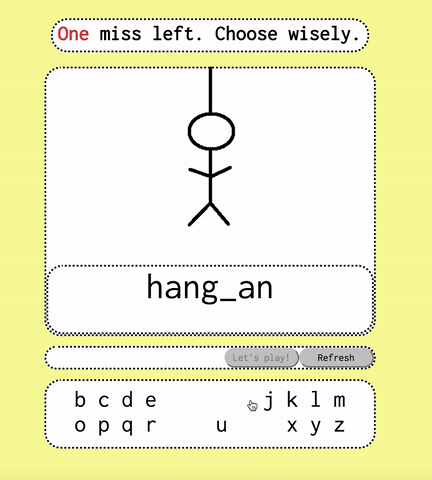 One miss left. Choose wisely.
hang_an
Let's play! Refresh
b c d e j k l m
o p q r u x y z